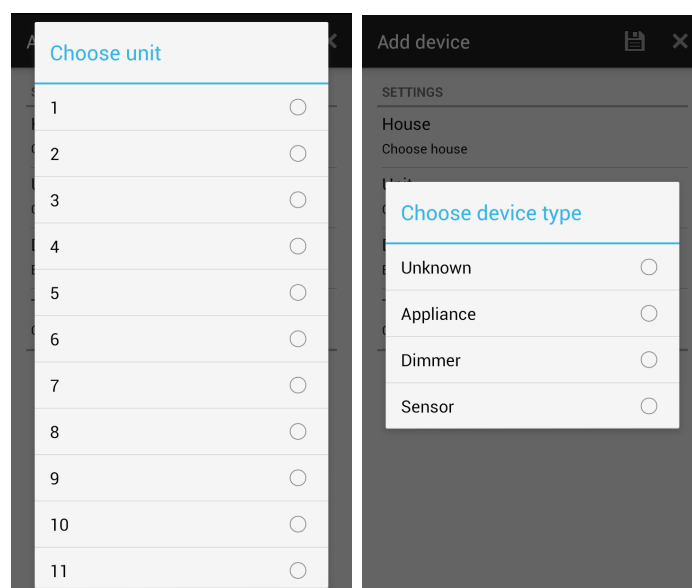 Choose unit
1
2
3
4
5
6
7
8
9
10
11
Add device
SETTINGS
House
Choose house
Unit
Choose device type
Unknown
Appliance
Dimmer
Sensor